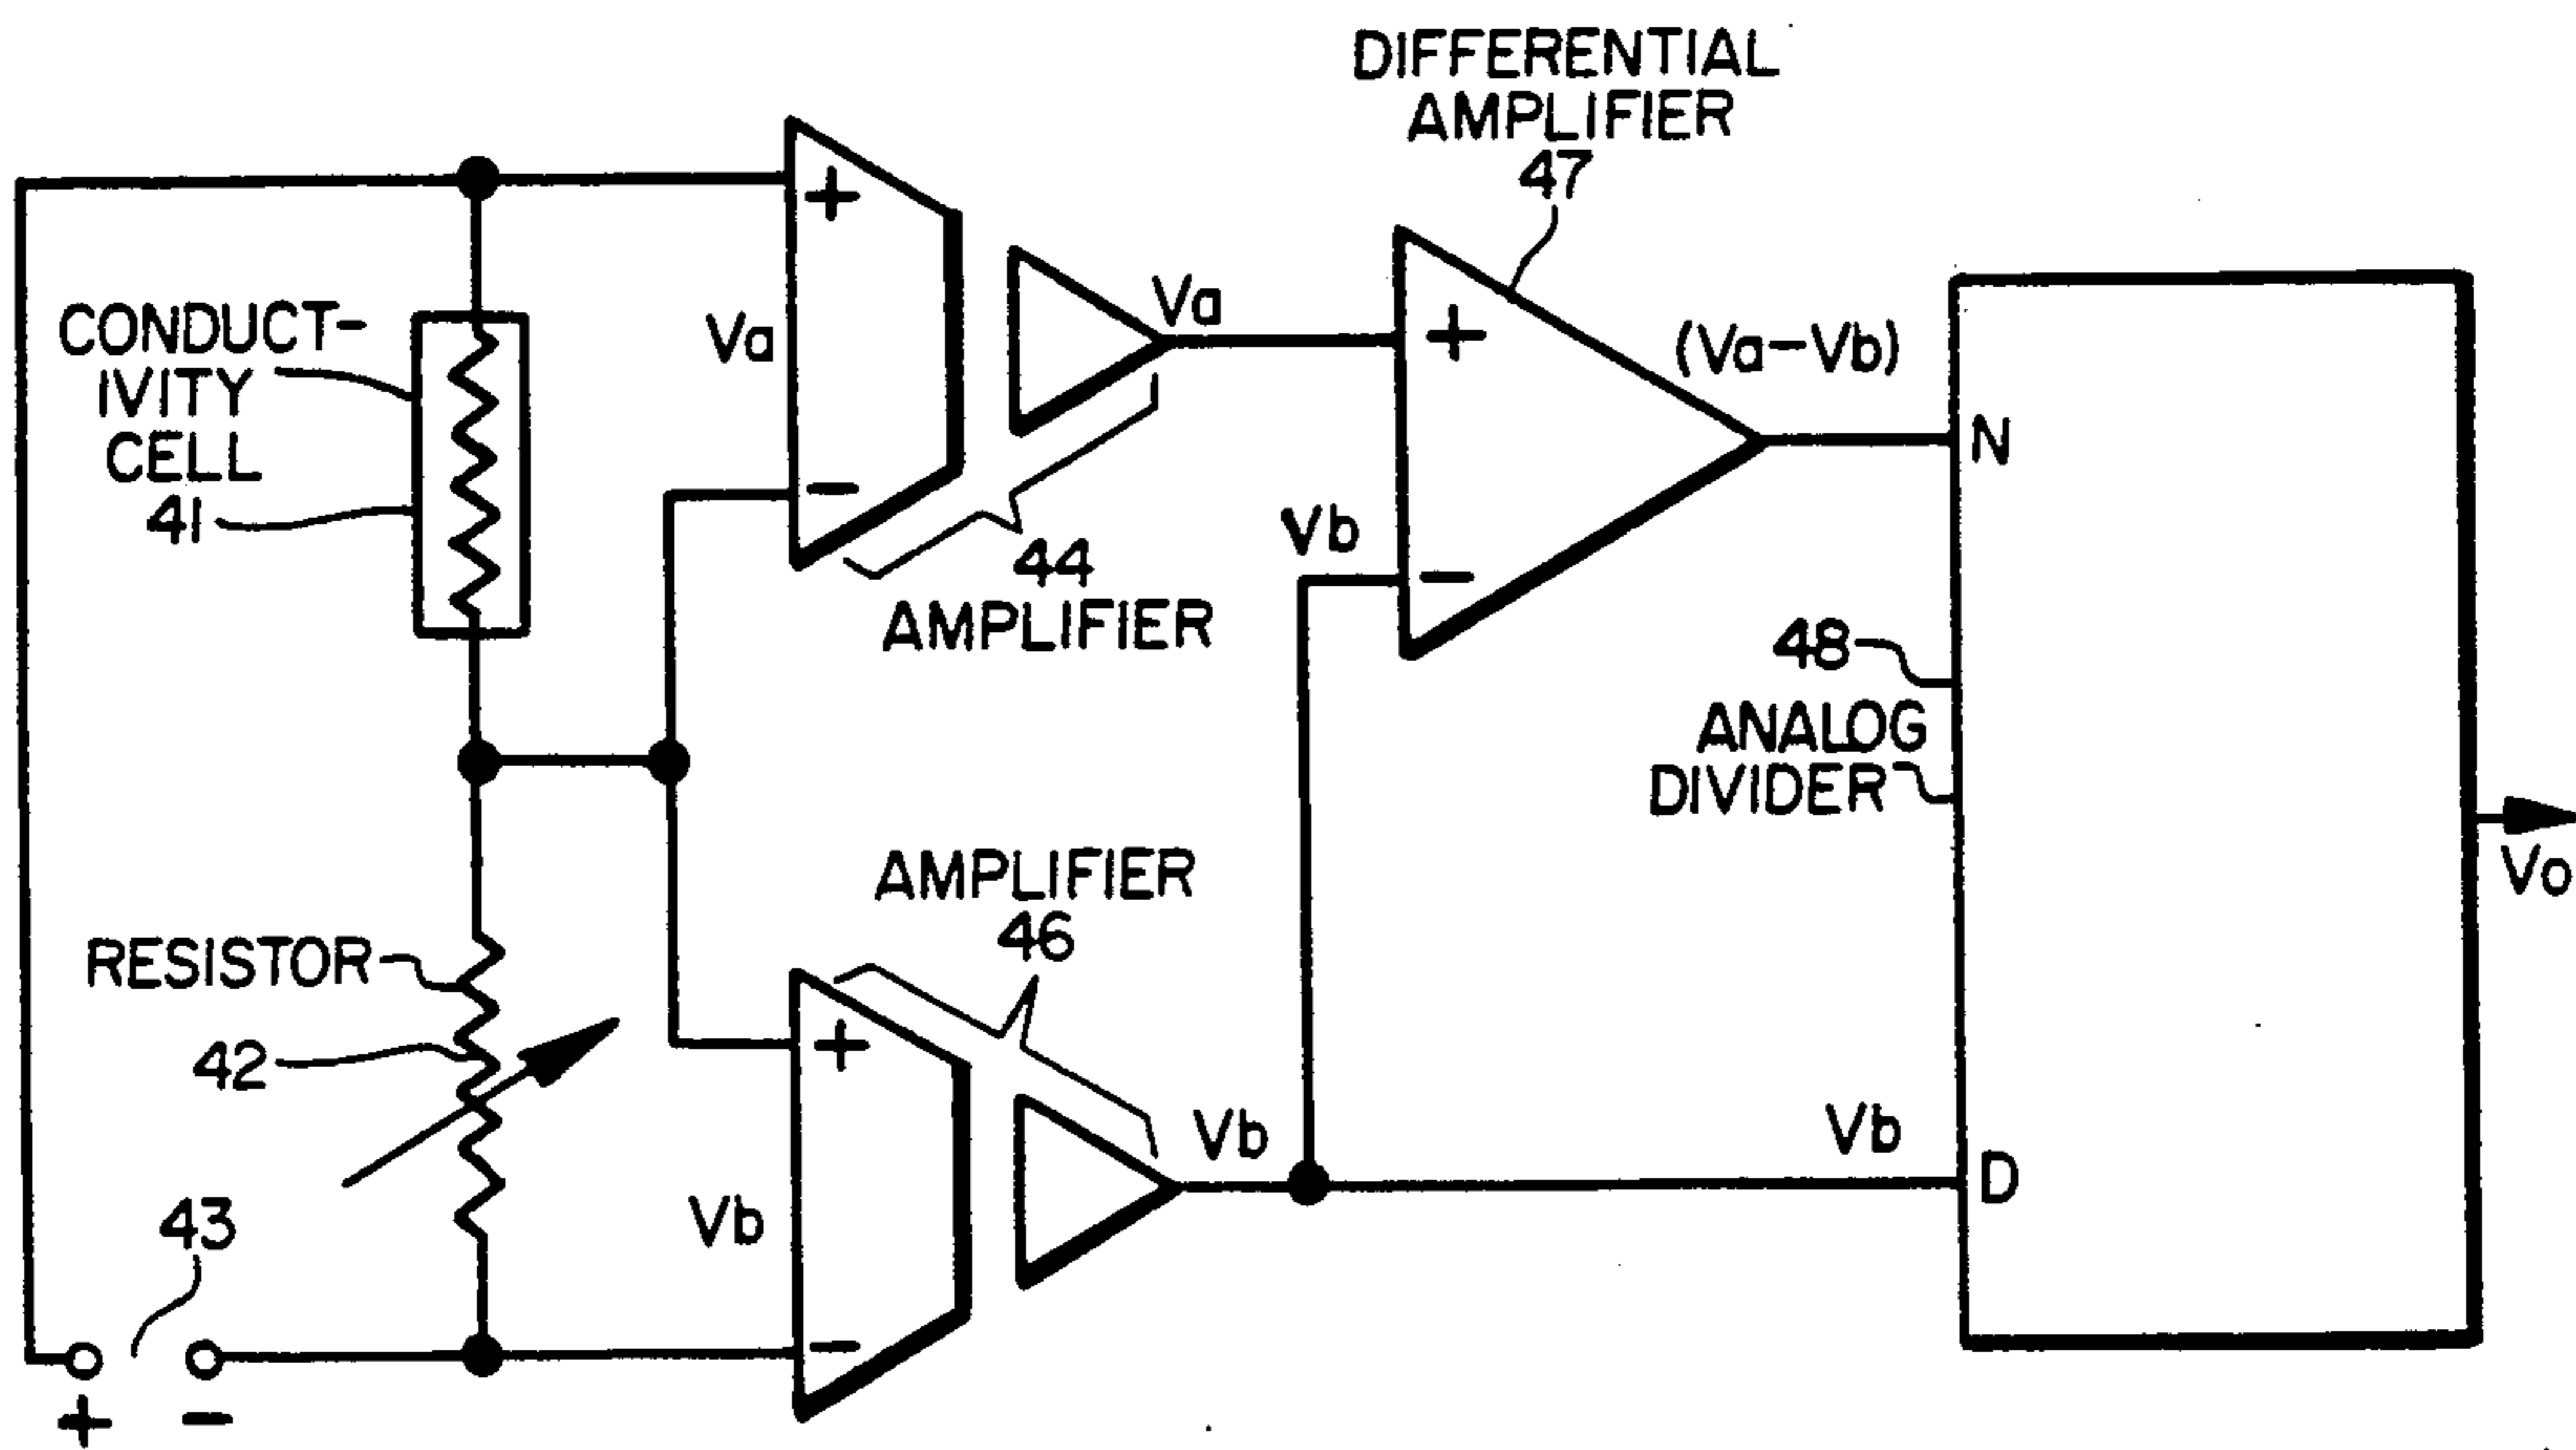 DIFFERENTIAL
AMPLIFIER
47
+
Va
Va
+
(Va-Vb)
CONDUCT-
IVITY
CELL
41
N
−
Vb
−
44
AMPLIFIER
48
ANALOG
DIVIDER
Vo
AMPLIFIER
46
RESISTOR
42
+
Vb
Vb
D
43
Vb
−
+ −